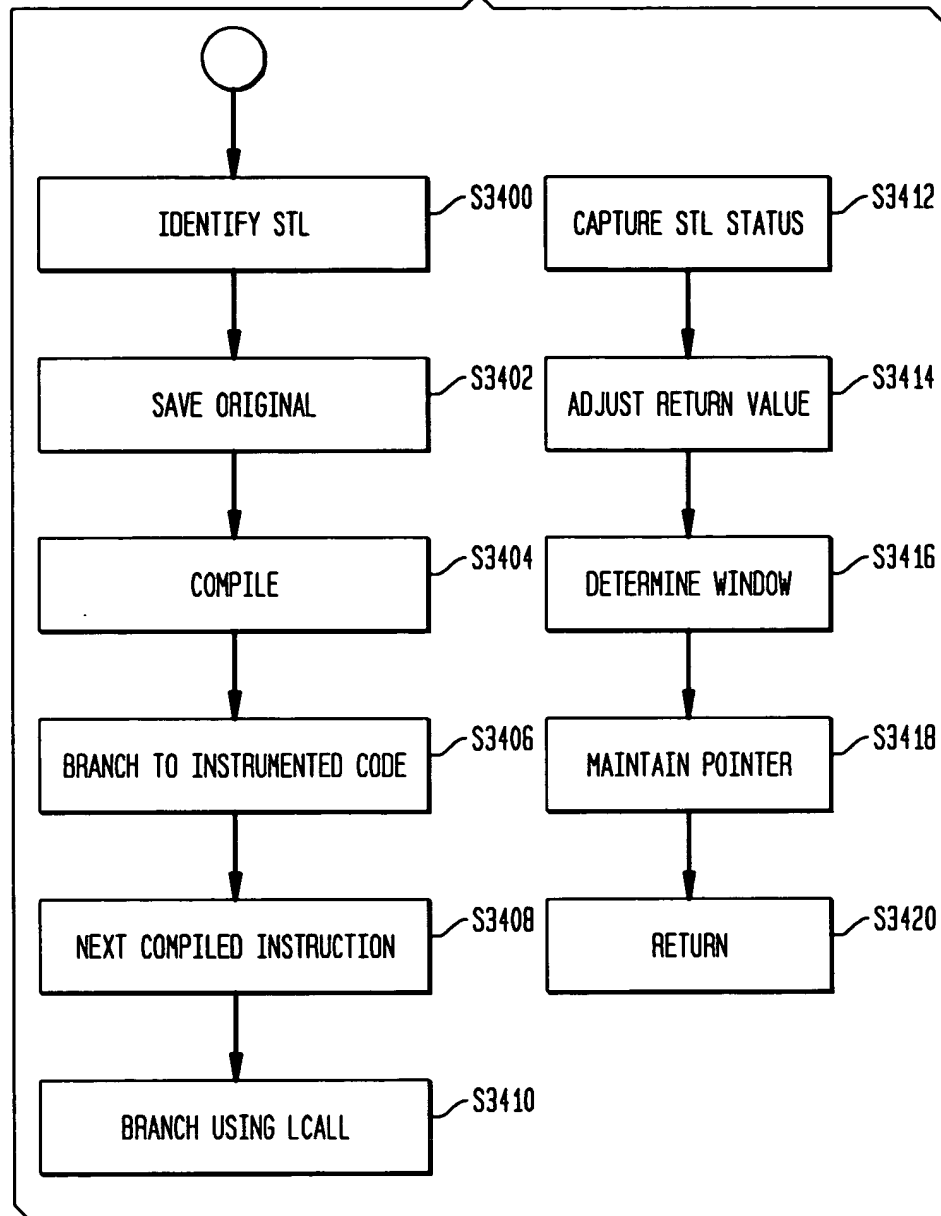 IDENTIFY STL
S3400
SAVE ORIGINAL
S3402
COMPILE
S3404
BRANCH TO INSTRUMENTED CODE
S3406
NEXT COMPILED INSTRUCTION
S3408
BRANCH USING LCALL
S3410
CAPTURE STL STATUS
S3412
ADJUST RETURN VALUE
S3414
DETERMINE WINDOW
S3416
MAINTAIN POINTER
S3418
RETURN
S3420